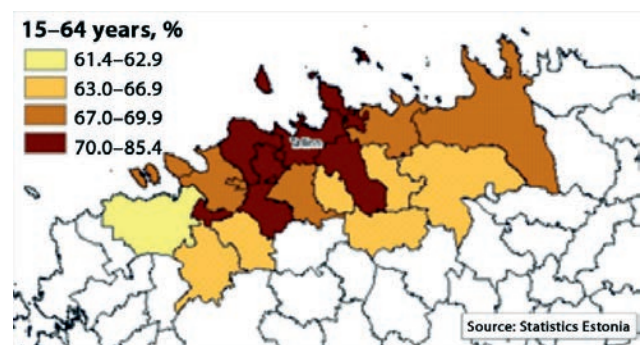 15–64 years, %
61.4–62.9
63.0–66.9
67.0–69.9
70.0–85.4
Tallinn
Source: Statistics Estonia